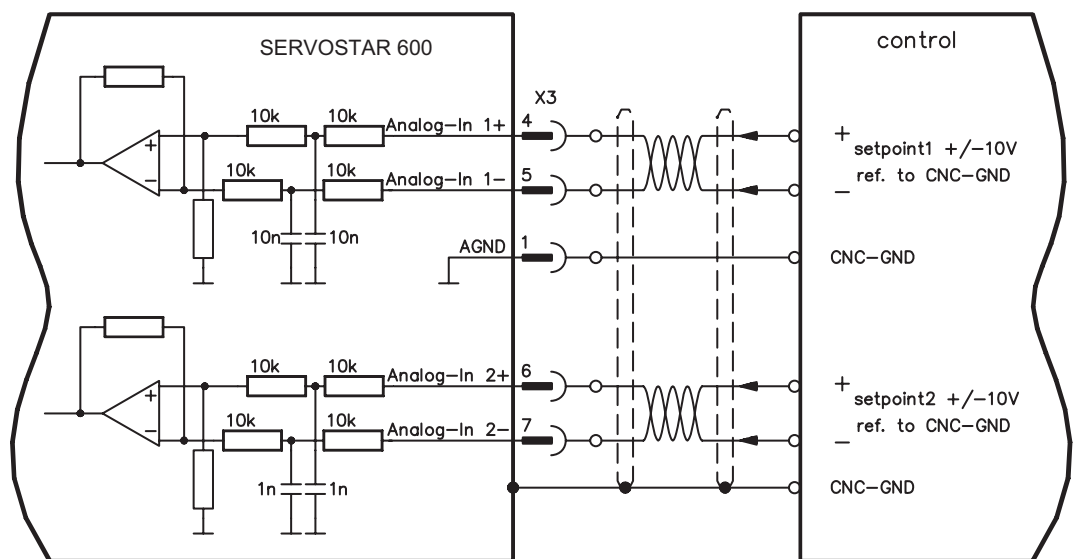 SERVOSTAR 600
control
X3
10k
10k
Analog-In 1+
4
+
+
setpoint1 +/-10V
10k
10k
Analog-In 1-
5
-
-
ref. to CNC-GND
10n
10n
AGND
1
CNC-GND
10k
10k
Analog-In 2+
6
+
+
setpoint2 +/-10V
10k
10k
Analog-In 2-
7
-
-
ref. to CNC-GND
1n
1n
CNC-GND